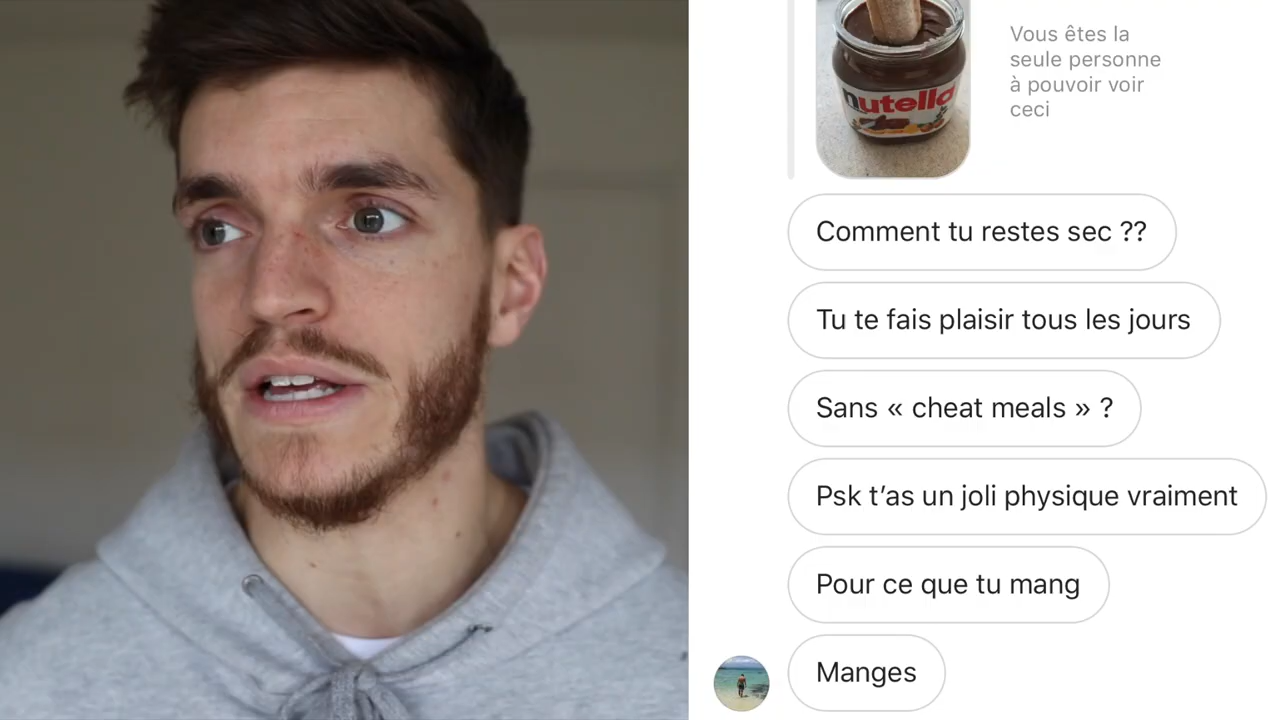 nutella
Vous êtes la
seule personne
à pouvoir voir
ceci
Comment tu restes sec ??
Tu te fais plaisir tous les jours
Sans « cheat meals » ?
Psk t’as un joli physique vraiment
Pour ce que tu mang
Manges